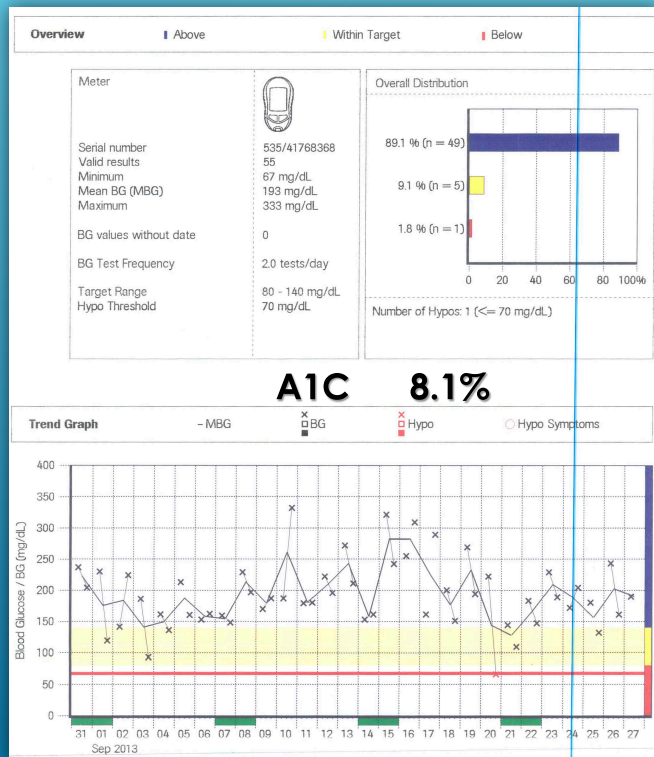 Overview Above Within Target Below
Meter
Serial number 535/41768368
Valid results 55
Minimum 67 mg/dL
Mean BG (MBG) 193 mg/dL
Maximum 333 mg/dL
BG values without date 0
BG Test Frequency 2.0 tests/day
Target Range 80 - 140 mg/dL
Hypo Threshold 70 mg/dL
Overall Distribution
89.1 % (n = 49)
9.1 % (n = 5)
1.8 % (n = 1)
0 20 40 60 80 100%
Number of Hypos: 1 (<= 70 mg/dL)
A1C 8.1%
Trend Graph - MBG BG Hypo Hypo Symptoms
Blood Glucose / BG (mg/dL)
400
350
300
250
200
150
100
50
0
31 01 02 03 04 05 06 07 08 09 10 11 12 13 14 15 16 17 18 19 20 21 22 23 24 25 26 27
Sep 2013